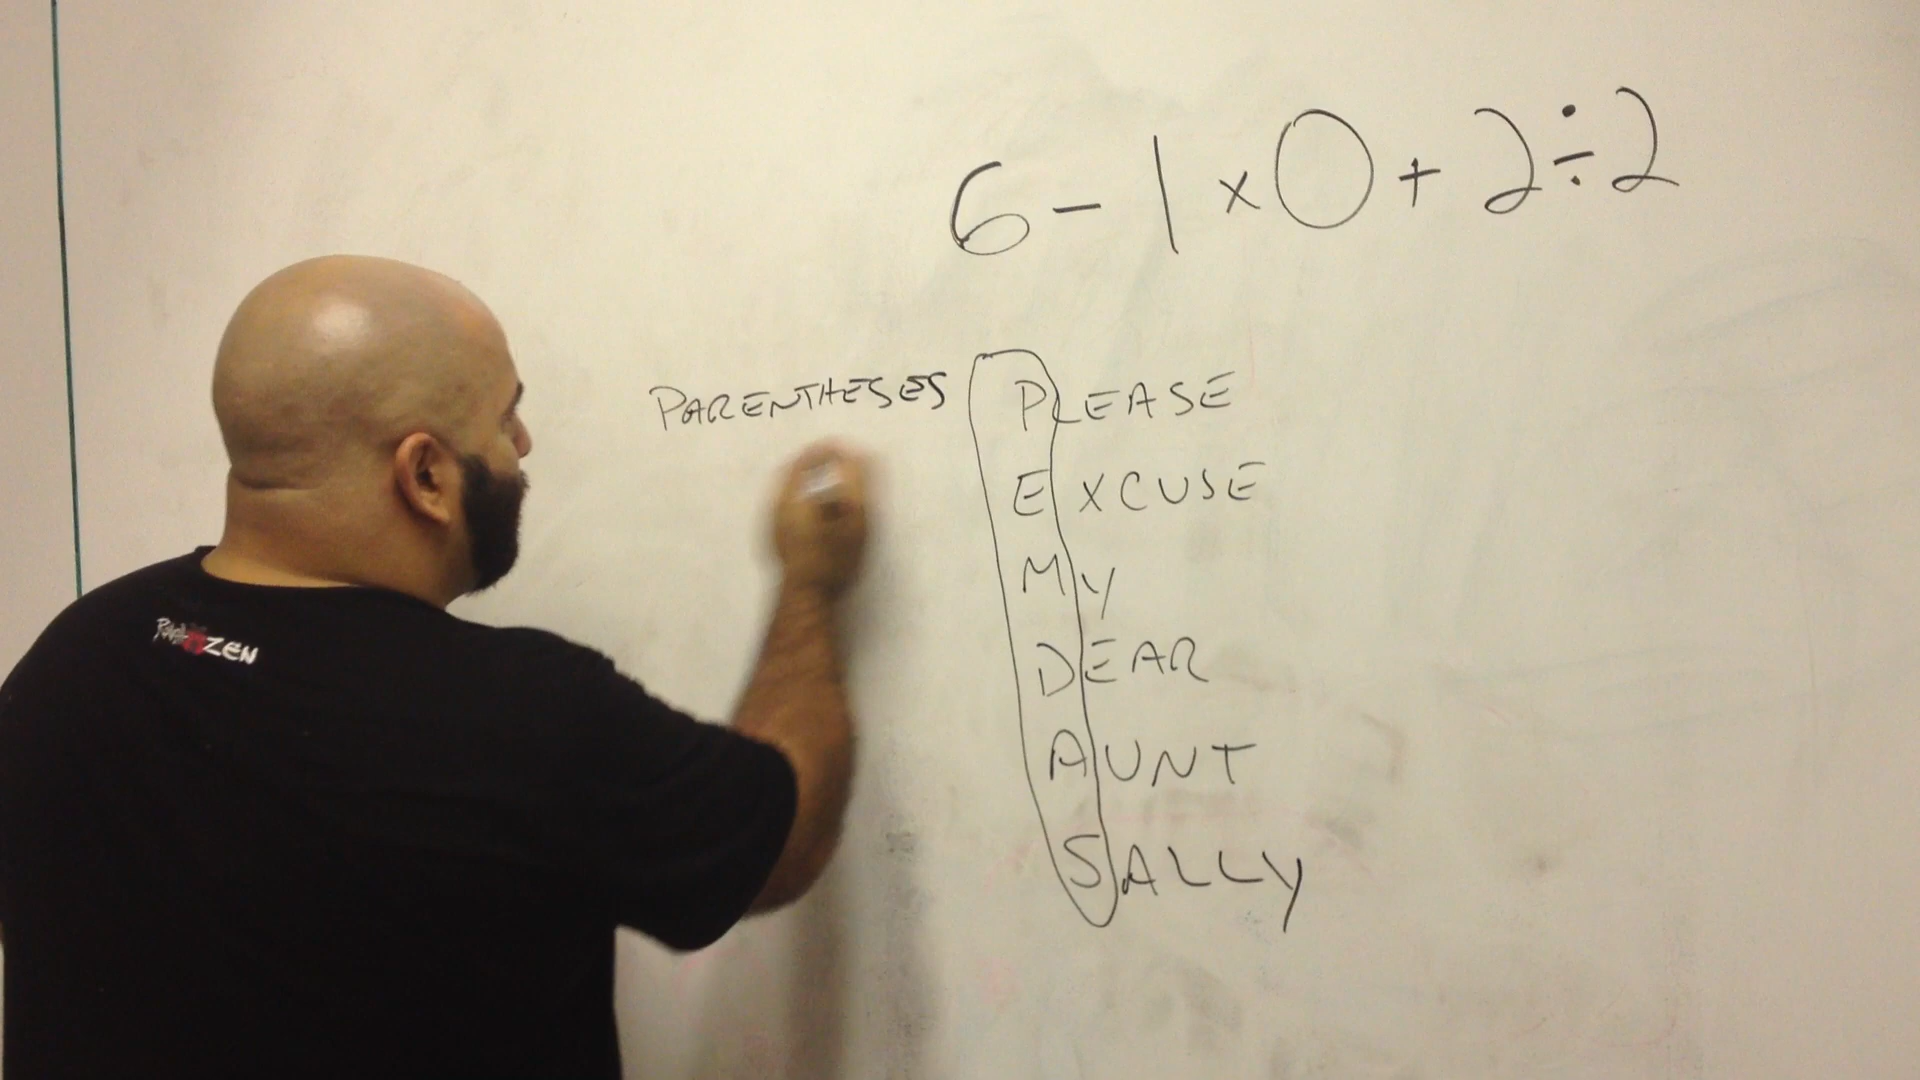 6 - 1 × 0 + 2 ÷ 2
PARENTHESES PLEASE
EXCUSE
MY
DEAR
AUNT
SALLY
ZEN